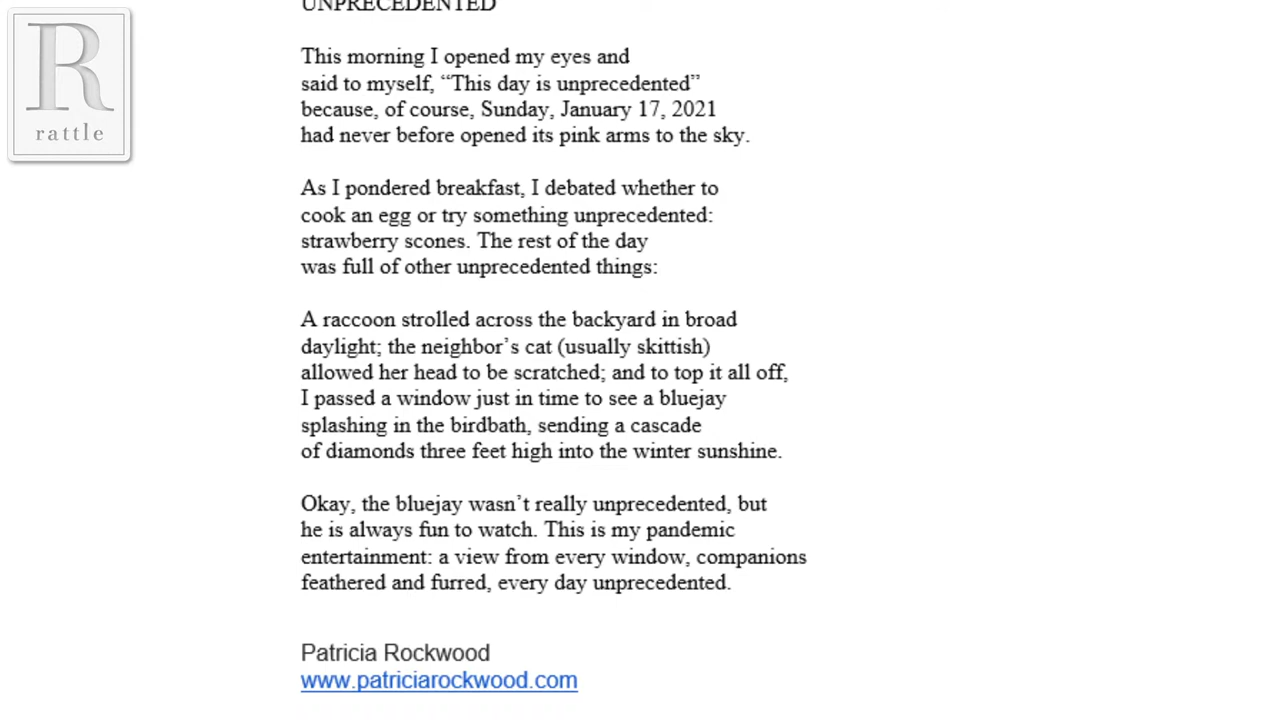 UNPRECEDENTED
R
rattle
This morning I opened my eyes and
said to myself, “This day is unprecedented”
because, of course, Sunday, January 17, 2021
had never before opened its pink arms to the sky.
As I pondered breakfast, I debated whether to
cook an egg or try something unprecedented:
strawberry scones. The rest of the day
was full of other unprecedented things:
A raccoon strolled across the backyard in broad
daylight; the neighbor’s cat (usually skittish)
allowed her head to be scratched; and to top it all off,
I passed a window just in time to see a bluejay
splashing in the birdbath, sending a cascade
of diamonds three feet high into the winter sunshine.
Okay, the bluejay wasn’t really unprecedented, but
he is always fun to watch. This is my pandemic
entertainment: a view from every window, companions
feathered and furred, every day unprecedented.
Patricia Rockwood
www.patriciarockwood.com